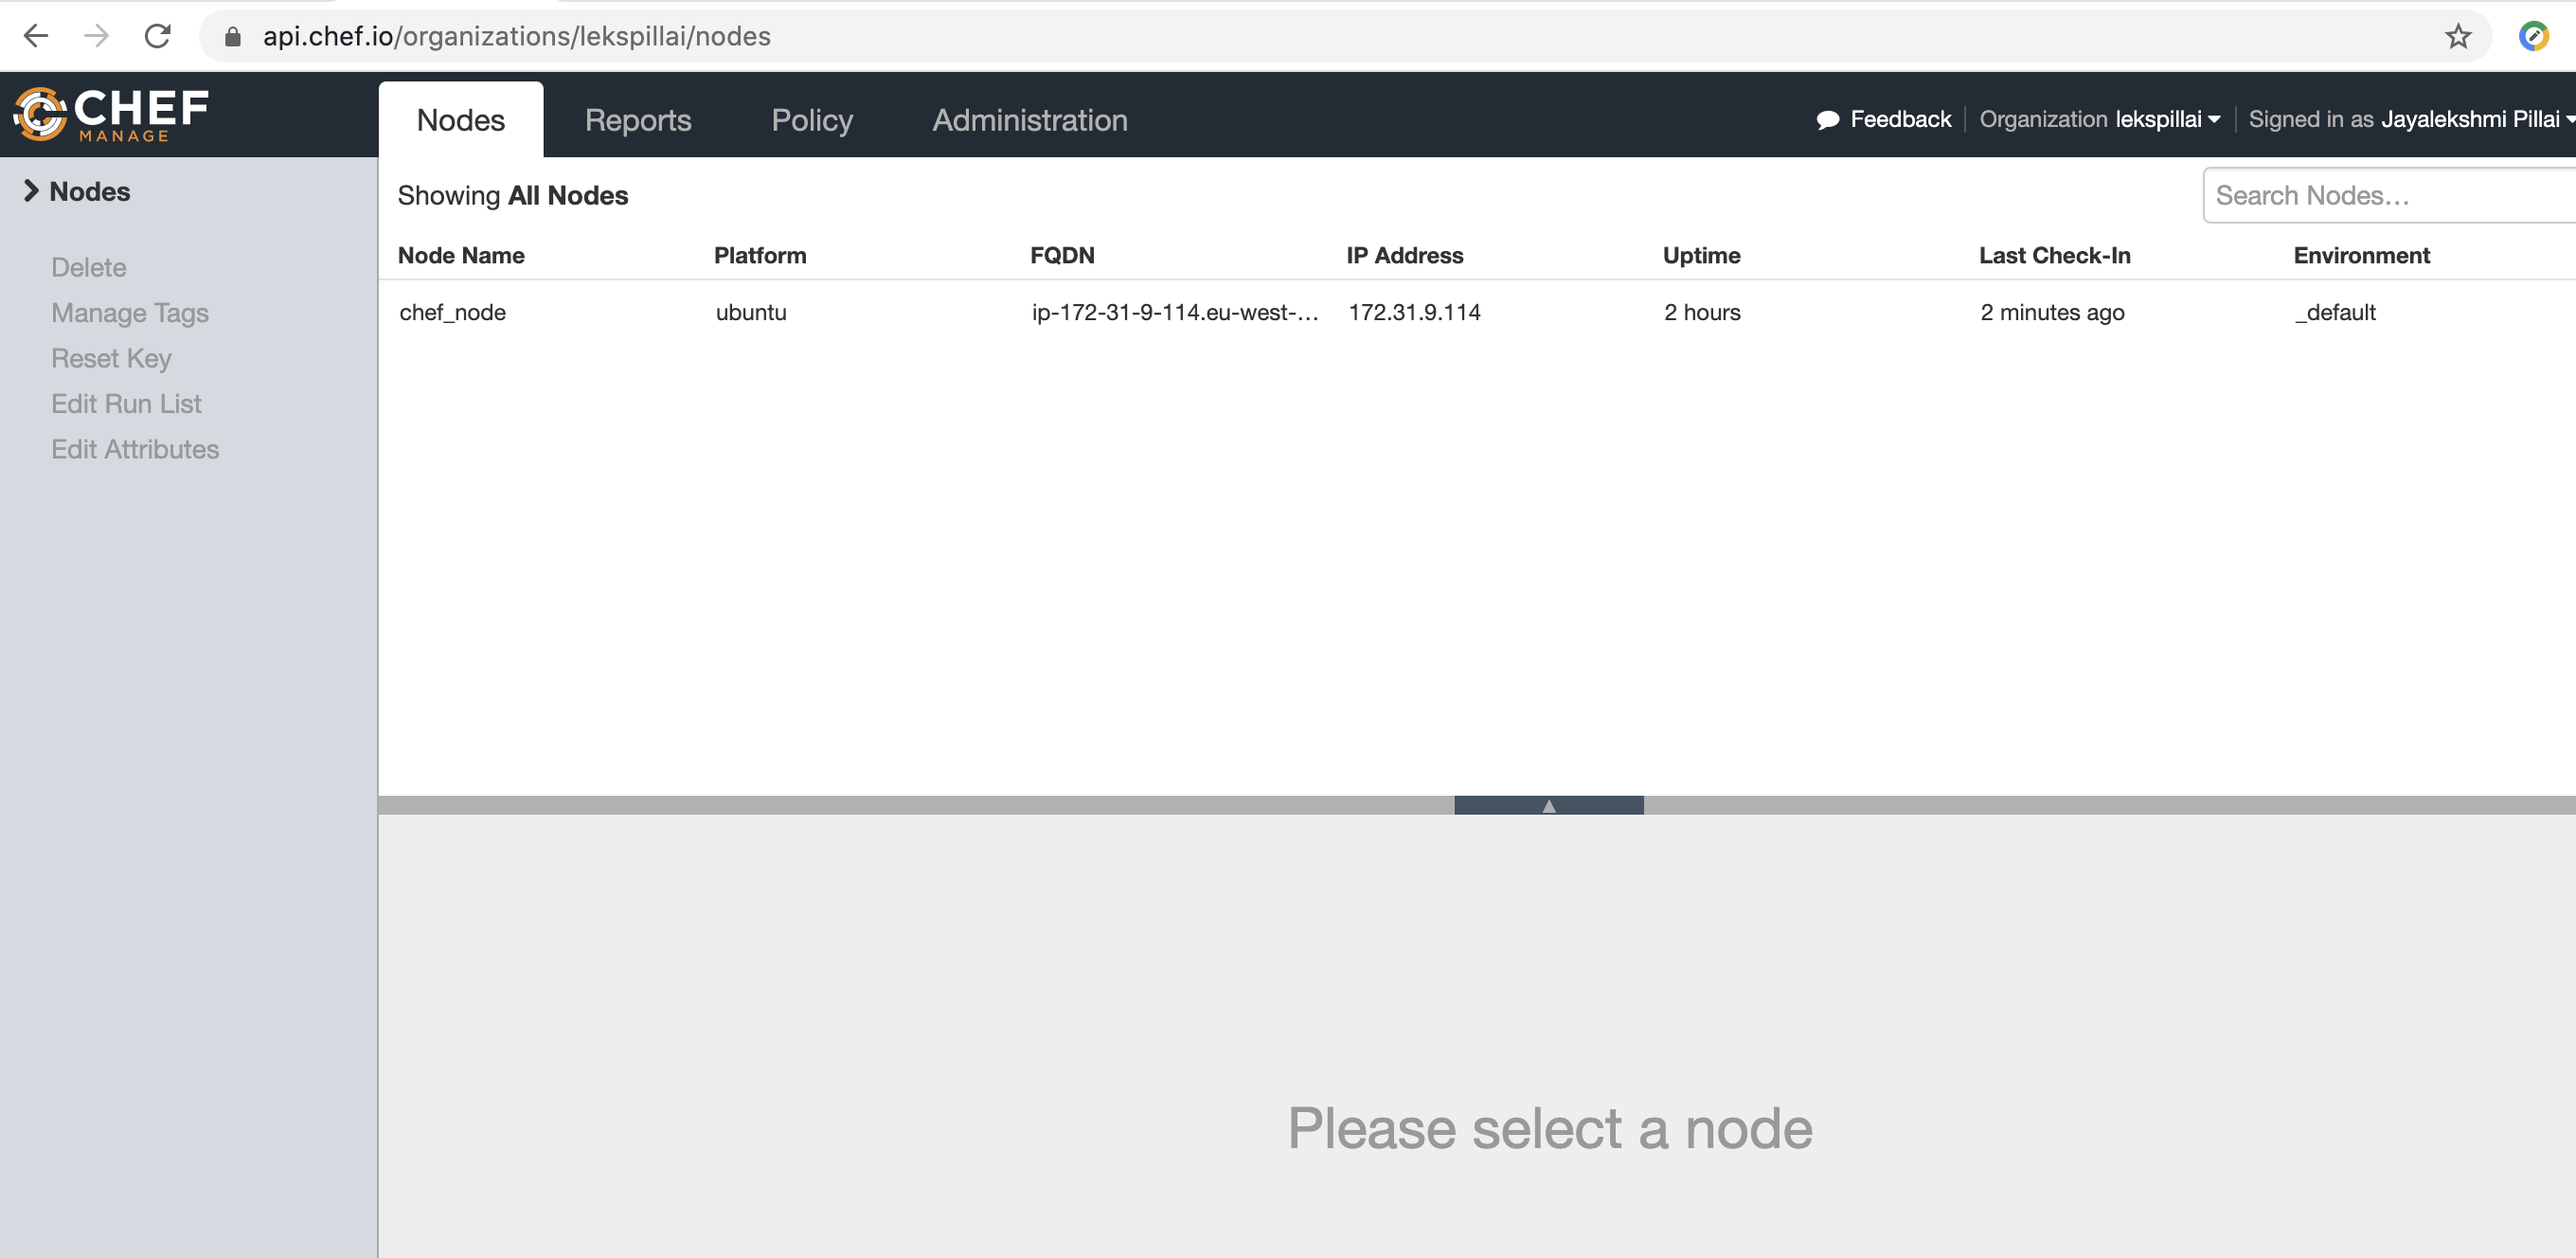 api.chef.io/organizations/lekspillai/nodes
CHEF
MANAGE
Nodes Reports Policy Administration Feedback Organization lekspillai Signed in as Jayalekshmi Pillai
Nodes
Delete
Manage Tags
Reset Key
Edit Run List
Edit Attributes
Showing All Nodes
Search Nodes...
Node Name Platform FQDN IP Address Uptime Last Check-In Environment
chef_node ubuntu ip-172-31-9-114.eu-west-... 172.31.9.114 2 hours 2 minutes ago _default
Please select a node